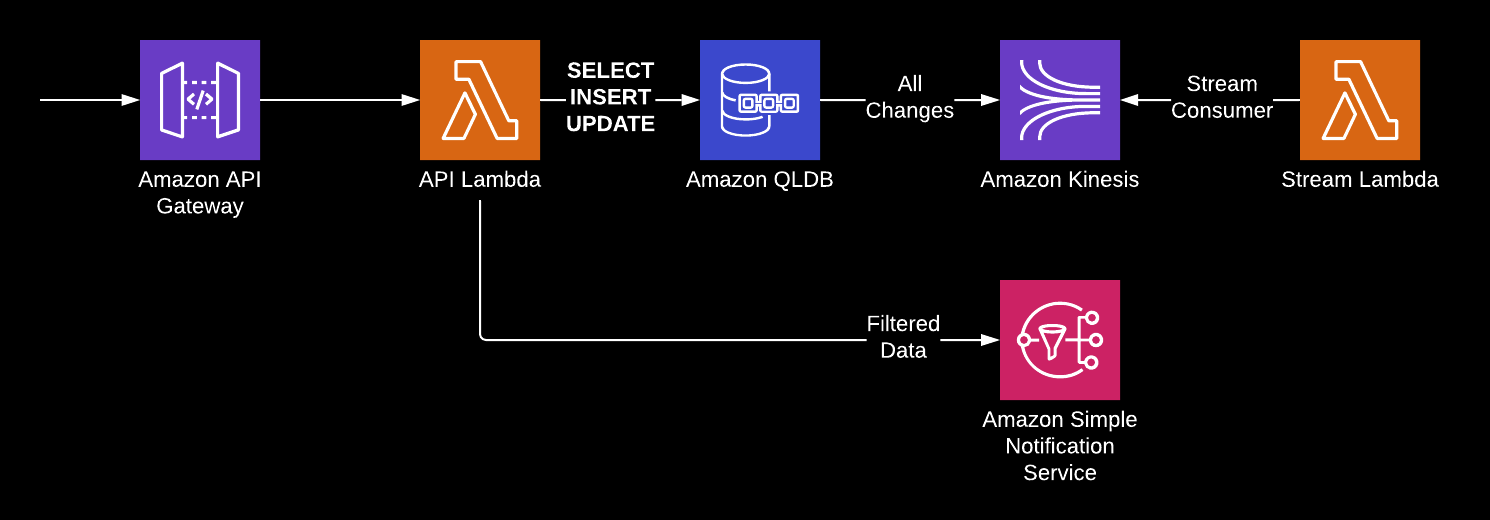 SELECT
INSERT
UPDATE
All
Changes
Stream
Consumer
Amazon API
Gateway
API Lambda
Amazon QLDB
Amazon Kinesis
Stream Lambda
Filtered
Data
Amazon Simple
Notification
Service